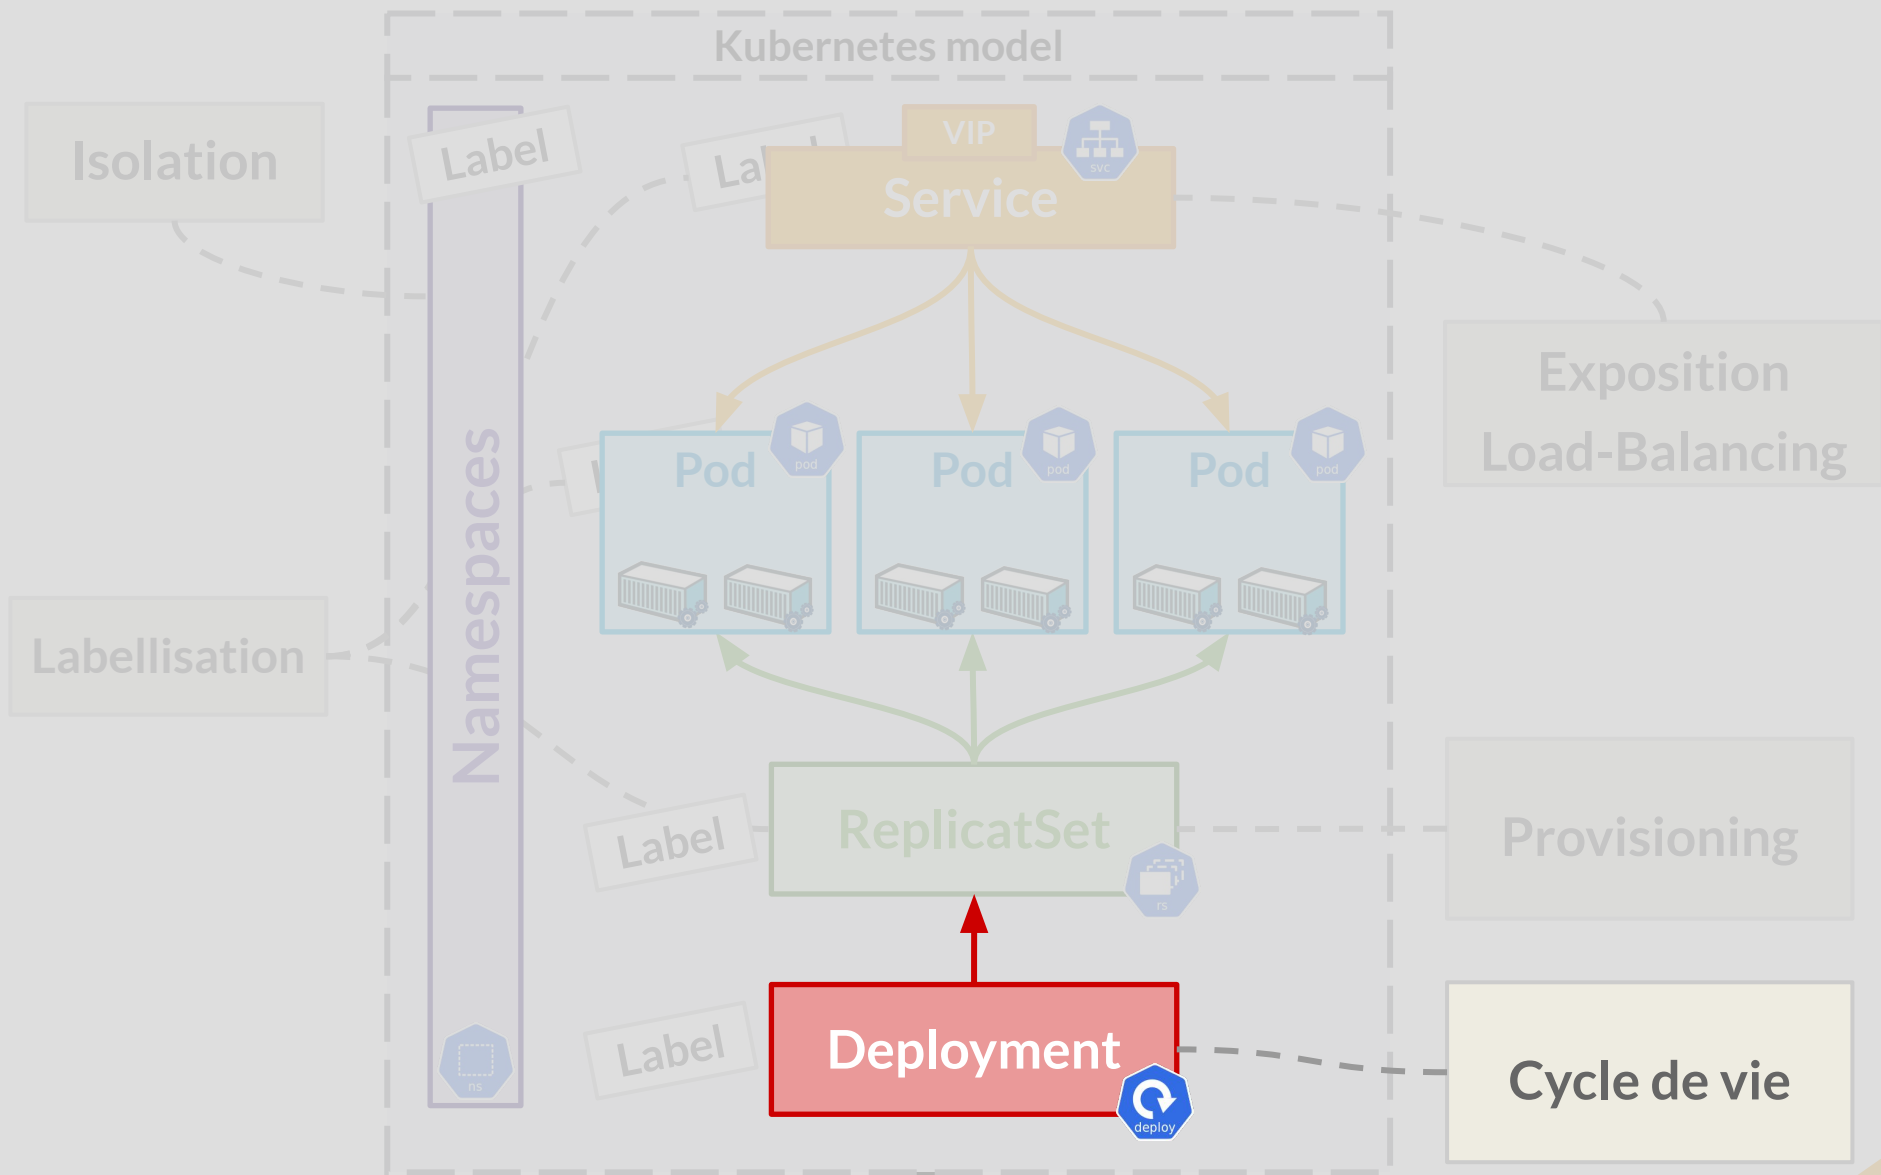 Kubernetes model
Isolation
Label
La
VIP
svc
Service
Exposition
Load-Balancing
Namespaces
Pod
pod
Pod
pod
Pod
pod
Labellisation
Label
ReplicatSet
rs
Provisioning
Label
Deployment
deploy
Cycle de vie
ns